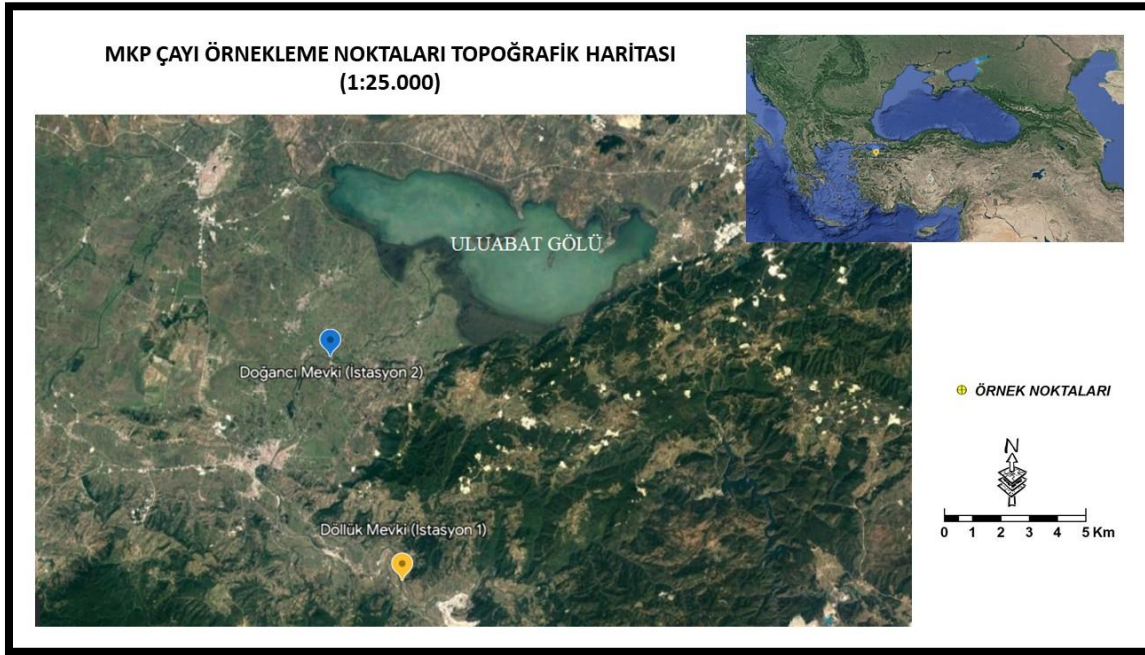 MKP ÇAYI ÖRNEKLEME NOKTALARI TOPOĞRAFİK HARİTASI
(1:25.000)
ULUABAT GÖLÜ
Doğancı Mevki (İstasyon 2)
Döllük Mevki (İstasyon 1)
ÖRNEK NOKTALARI
N
0 1 2 3 4 5 Km